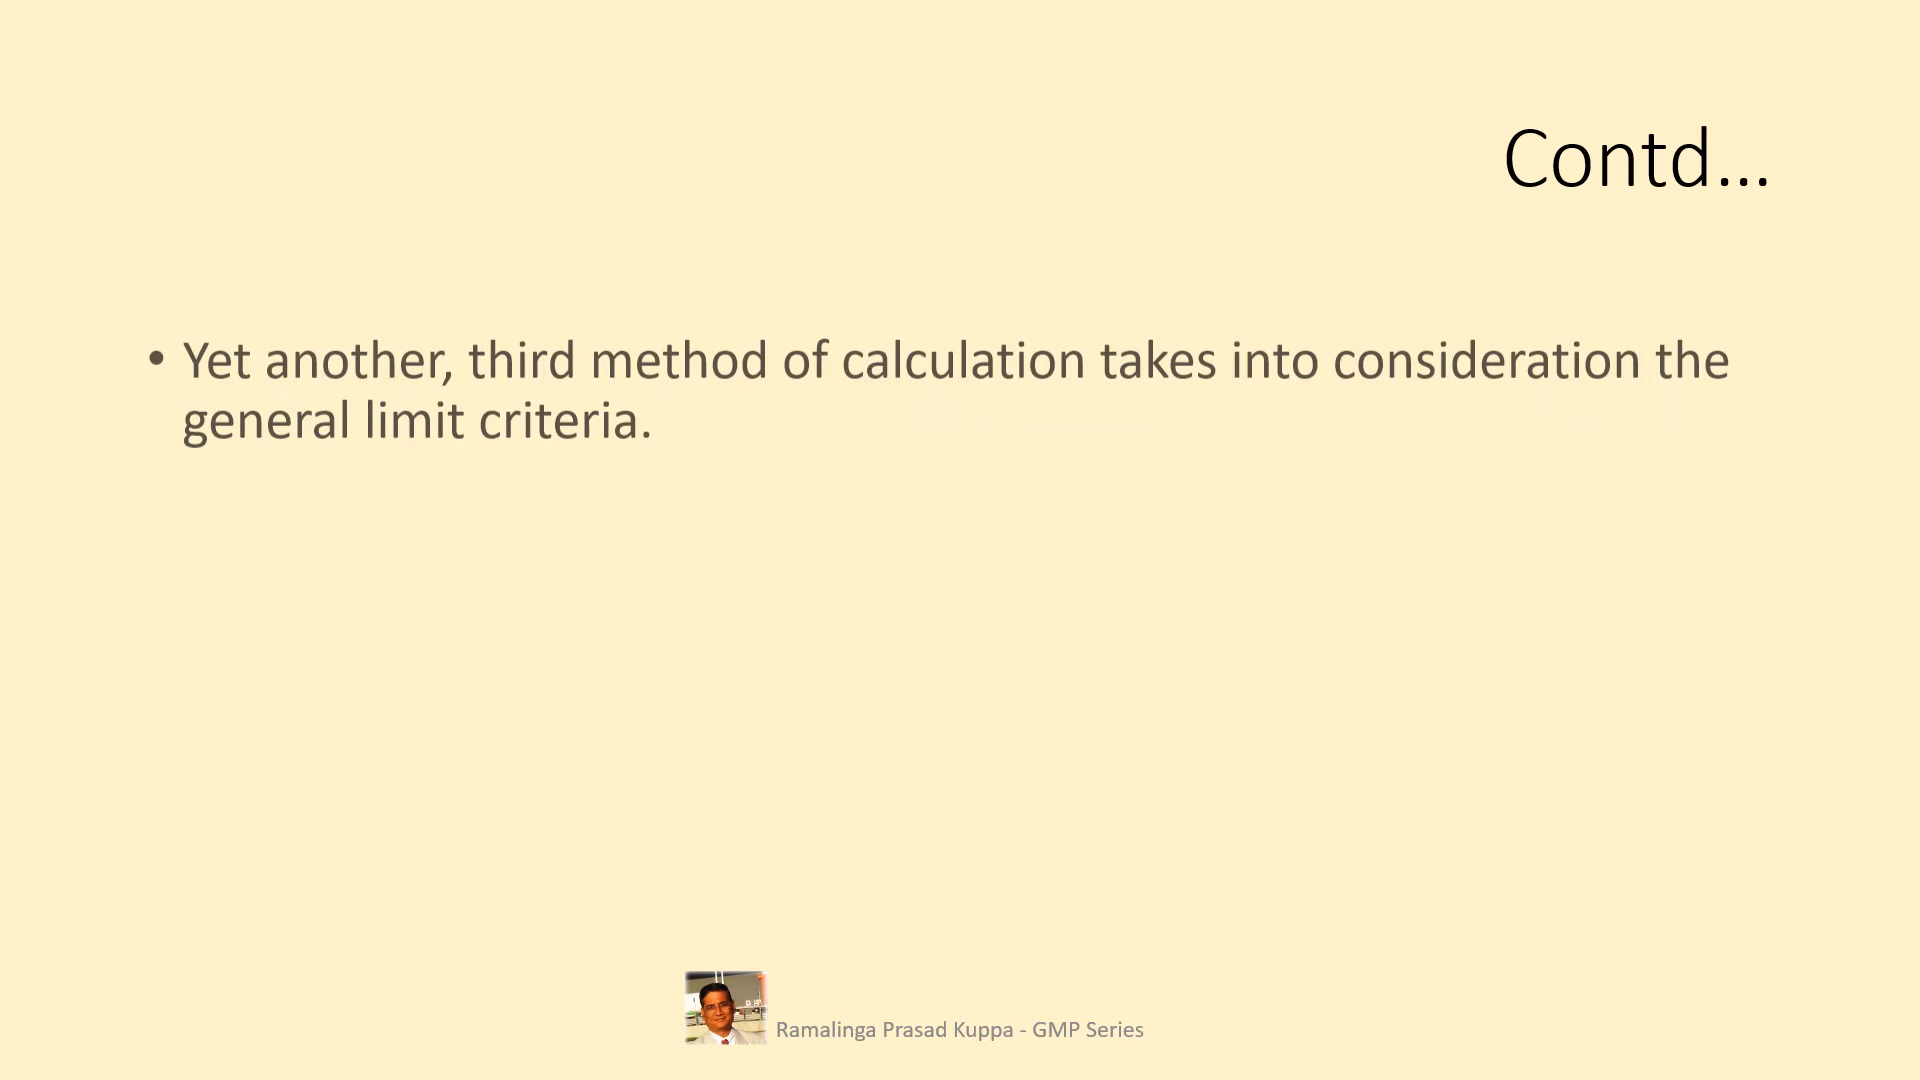 Contd...
• Yet another, third method of calculation takes into consideration the
general limit criteria.
Ramalinga Prasad Kuppa - GMP Series